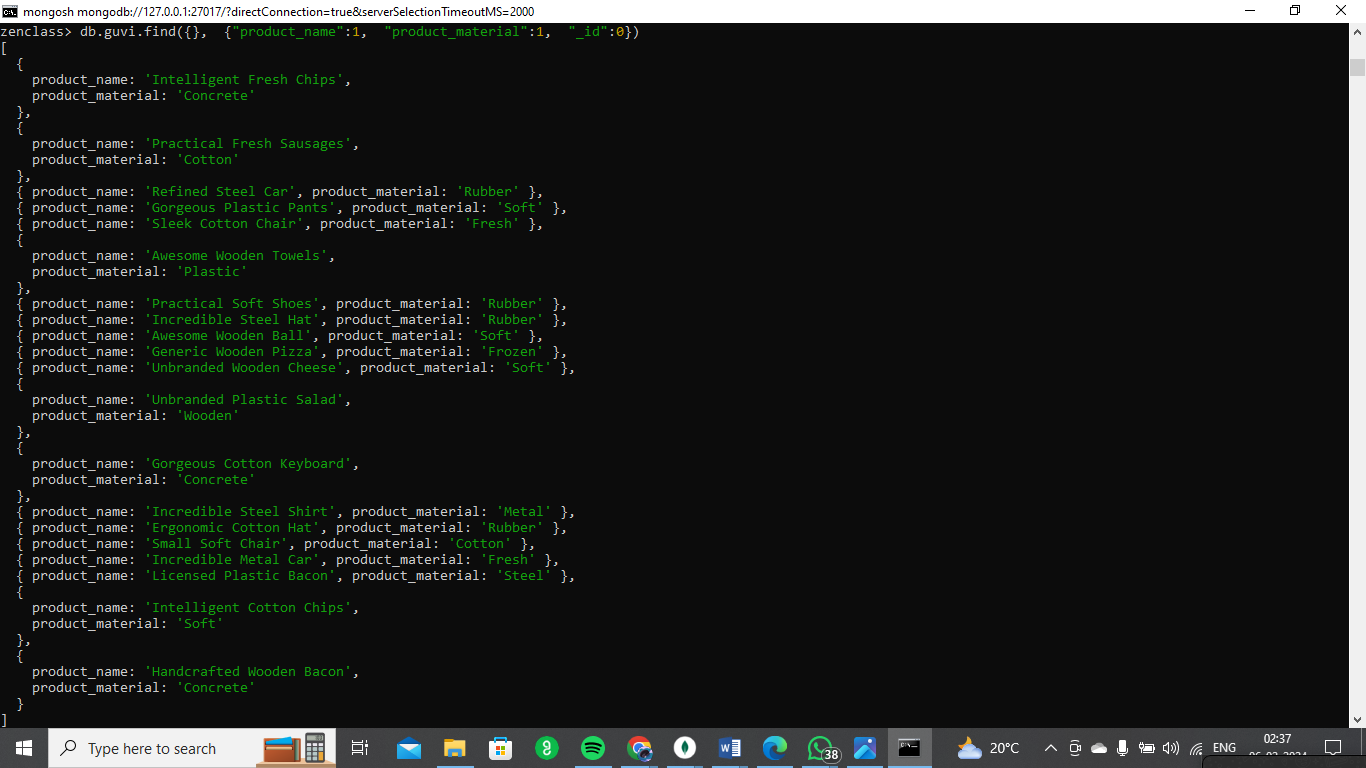 mongosh mongodb://127.0.0.1:27017/?directConnection=true&serverSelectionTimeoutMS=2000
zenclass> db.guvi.find({},  {"product_name":1,  "product_material":1,  "_id":0})
[
  {
    product_name: 'Intelligent Fresh Chips',
    product_material: 'Concrete'
  },
  {
    product_name: 'Practical Fresh Sausages',
    product_material: 'Cotton'
  },
  { product_name: 'Refined Steel Car', product_material: 'Rubber' },
  { product_name: 'Gorgeous Plastic Pants', product_material: 'Soft' },
  { product_name: 'Sleek Cotton Chair', product_material: 'Fresh' },
  {
    product_name: 'Awesome Wooden Towels',
    product_material: 'Plastic'
  },
  { product_name: 'Practical Soft Shoes', product_material: 'Rubber' },
  { product_name: 'Incredible Steel Hat', product_material: 'Rubber' },
  { product_name: 'Awesome Wooden Ball', product_material: 'Soft' },
  { product_name: 'Generic Wooden Pizza', product_material: 'Frozen' },
  { product_name: 'Unbranded Wooden Cheese', product_material: 'Soft' },
  {
    product_name: 'Unbranded Plastic Salad',
    product_material: 'Wooden'
  },
  {
    product_name: 'Gorgeous Cotton Keyboard',
    product_material: 'Concrete'
  },
  { product_name: 'Incredible Steel Shirt', product_material: 'Metal' },
  { product_name: 'Ergonomic Cotton Hat', product_material: 'Rubber' },
  { product_name: 'Small Soft Chair', product_material: 'Cotton' },
  { product_name: 'Incredible Metal Car', product_material: 'Fresh' },
  { product_name: 'Licensed Plastic Bacon', product_material: 'Steel' },
  {
    product_name: 'Intelligent Cotton Chips',
    product_material: 'Soft'
  },
  {
    product_name: 'Handcrafted Wooden Bacon',
    product_material: 'Concrete'
  }
]
Type here to search
38
20°C
ENG
02:37